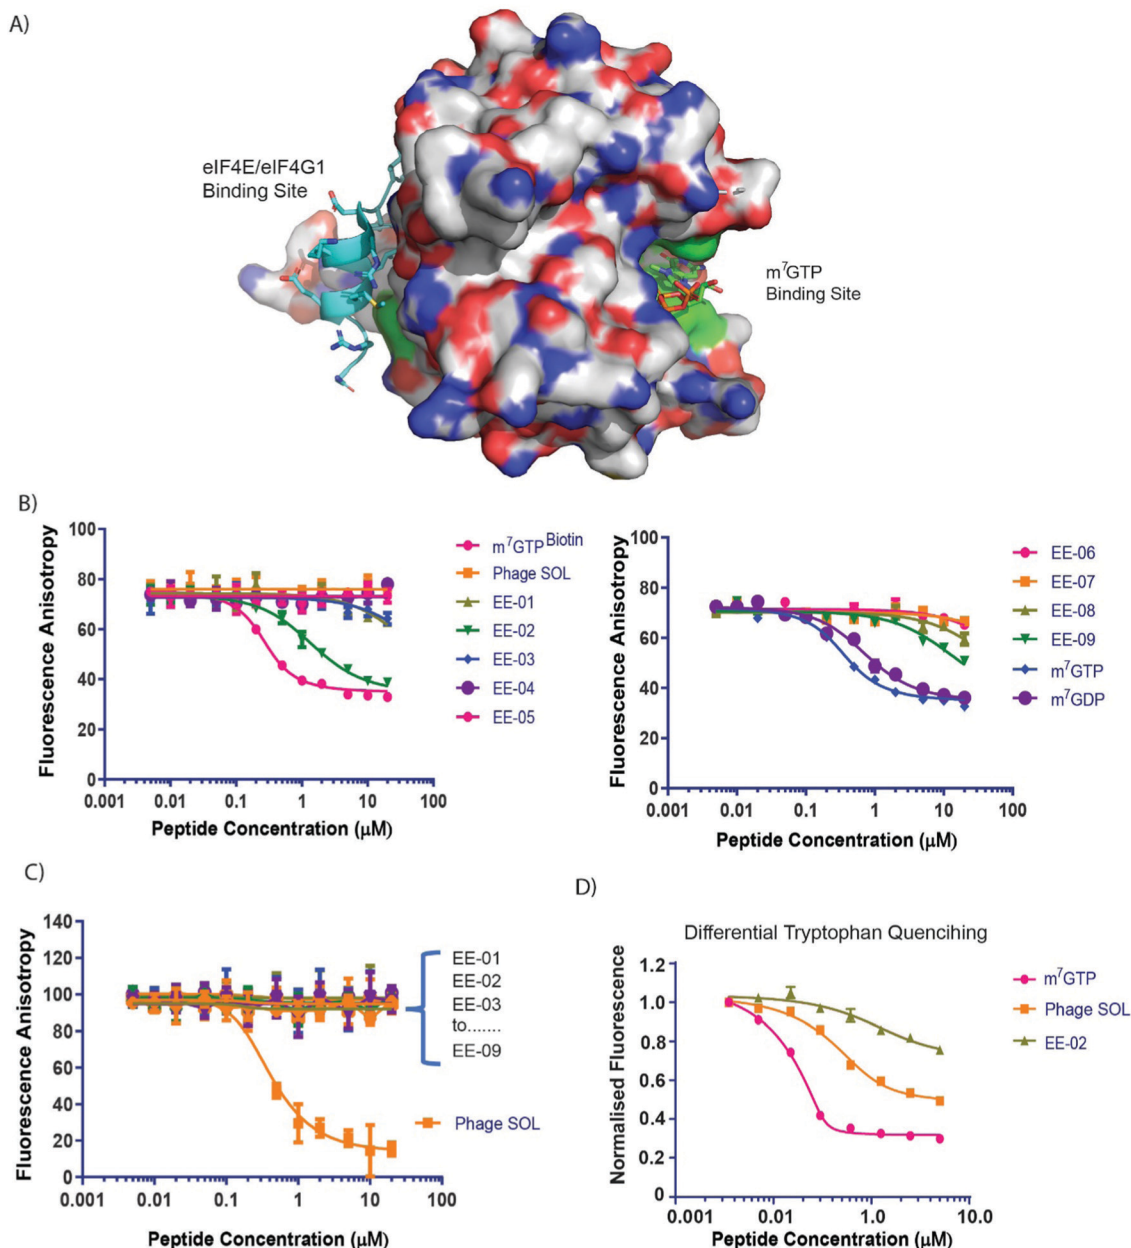 A)
eIF4E/eIF4G1
Binding Site
m⁷GTP
Binding Site
B)
Fluorescence Anisotropy
100
80
60
40
20
0
0.001
0.01
0.1
1
10
100
Peptide Concentration (μM)
m⁷GTP Biotin
Phage SOL
EE-01
EE-02
EE-03
EE-04
EE-05
Fluorescence Anisotropy
100
80
60
40
20
0
0.001
0.01
0.1
1
10
100
Peptide Concentration (μM)
EE-06
EE-07
EE-08
EE-09
m⁷GTP
m⁷GDP
C)
Fluorescence Anisotropy
140
120
100
80
60
40
20
0
0.001
0.01
0.1
1
10
100
Peptide Concentration (μM)
EE-01
EE-02
EE-03
to.......
EE-09
Phage SOL
D)
Differential Tryptophan Quencihing
Normalised Fluorescence
1.2
1.0
0.8
0.6
0.4
0.2
0
0.001
0.01
0.1
1.0
10.0
Peptide Concentration (μM)
m⁷GTP
Phage SOL
EE-02